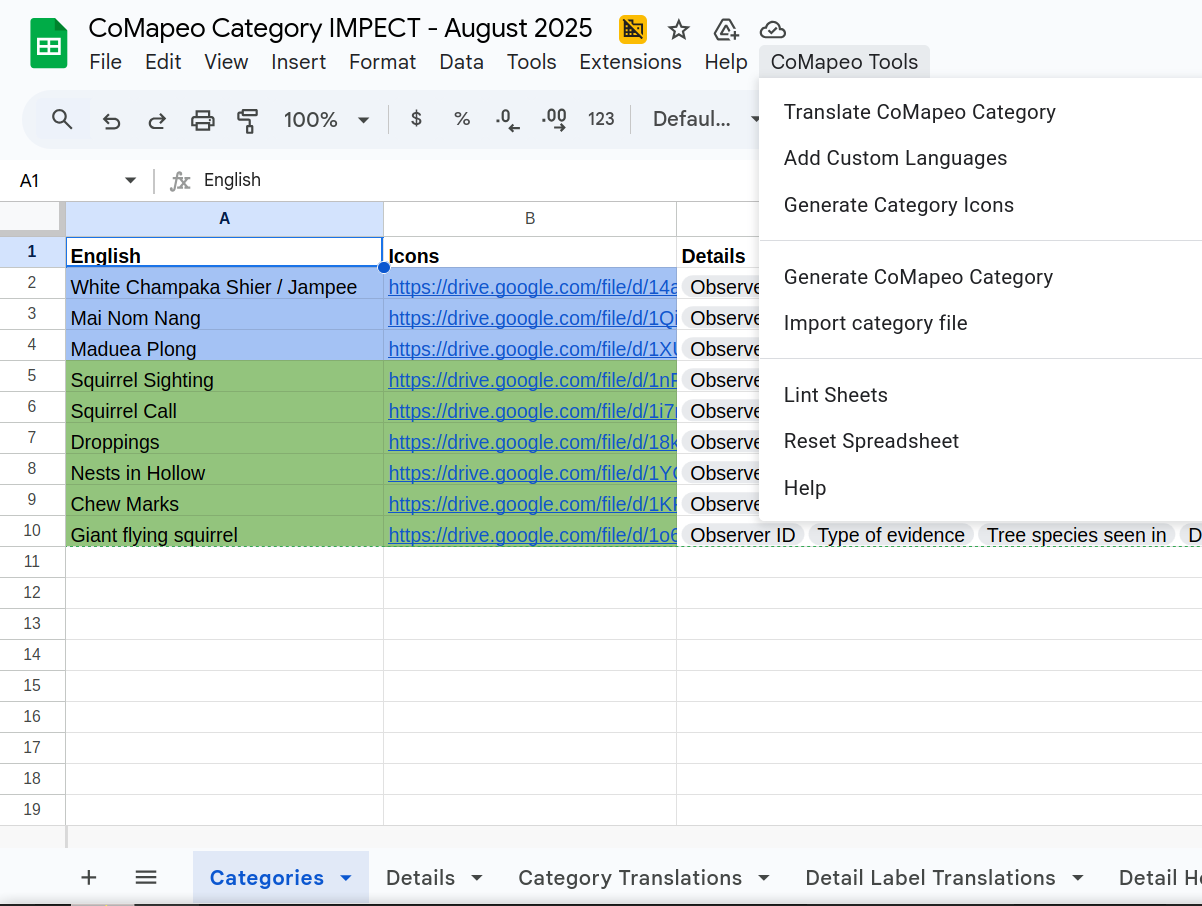 CoMapeo Category IMPECT - August 2025
File Edit View Insert Format Data Tools Extensions Help CoMapeo Tools
100% $ % .0 .00 123 Defaul...
Translate CoMapeo Category
Add Custom Languages
Generate Category Icons
Generate CoMapeo Category
Import category file
Lint Sheets
Reset Spreadsheet
Help
A1 fx English
A B
1 English Icons Details
2 White Champaka Shier / Jampee https://drive.google.com/file/d/14a Observe
3 Mai Nom Nang https://drive.google.com/file/d/1Qi Observe
4 Maduea Plong https://drive.google.com/file/d/1XU Observe
5 Squirrel Sighting https://drive.google.com/file/d/1nF Observe
6 Squirrel Call https://drive.google.com/file/d/1i7 Observe
7 Droppings https://drive.google.com/file/d/18k Observe
8 Nests in Hollow https://drive.google.com/file/d/1Y Observe
9 Chew Marks https://drive.google.com/file/d/1K Observe
10 Giant flying squirrel https://drive.google.com/file/d/1o6 Observer ID Type of evidence Tree species seen in D
11
12
13
14
15
16
17
18
19
Categories Details Category Translations Detail Label Translations Detail He